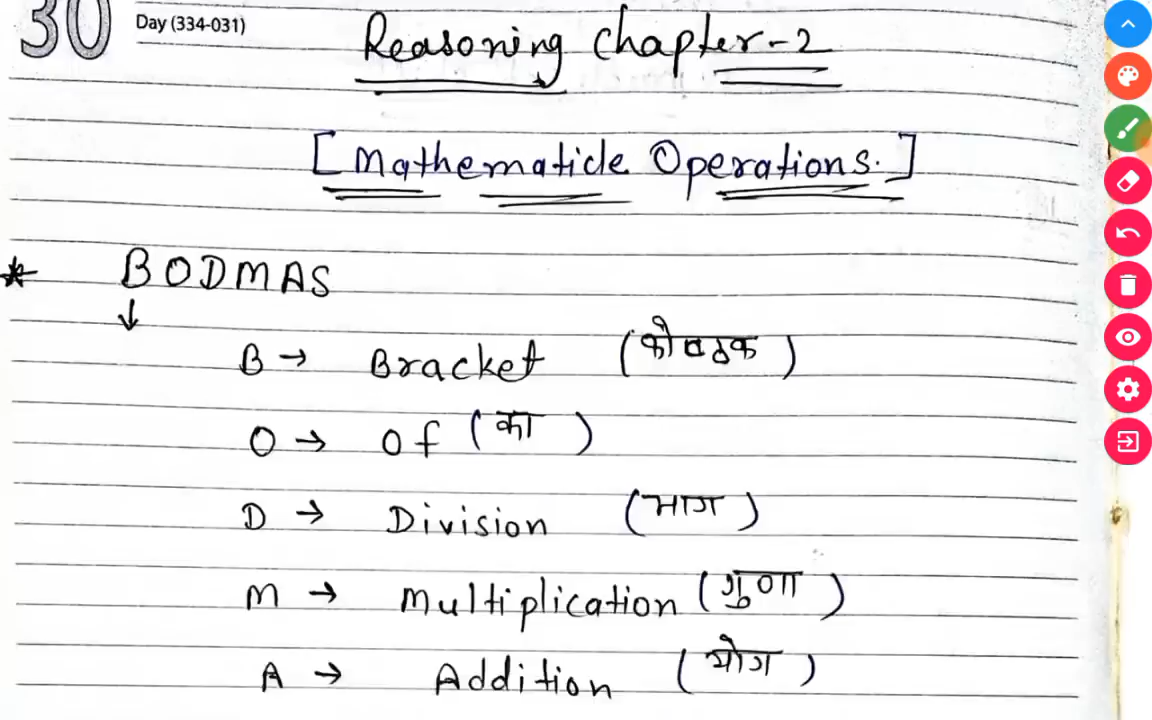 30 Day (334-031)
Reasoning Chapter-2
[Mathematicle Operations.]
* BODMAS
↓
B → Bracket (कोष्ठक)
O → Of (का)
D → Division (भाग)
M → Multiplication (गुणा)
A → Addition (योग)